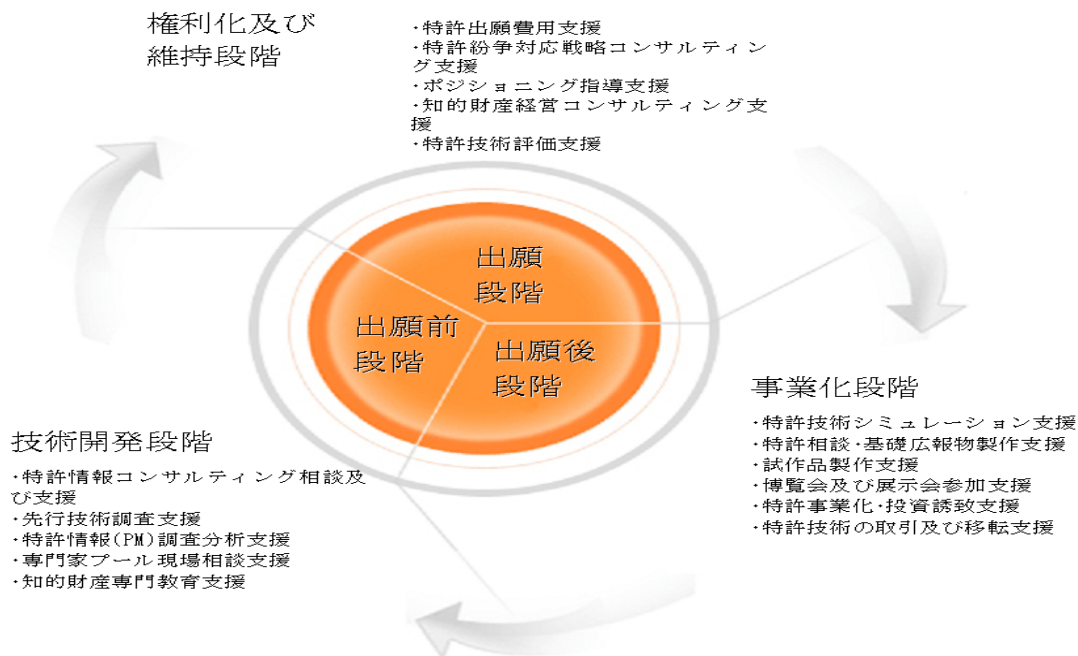 権利化及び
維持段階
・特許出願費用支援
・特許紛争対応戦略コンサルティン
グ支援
・ポジショニング指導支援
・知的財産経営コンサルティング支
援
・特許技術評価支援
出願
段階
出願前
段階
出願後
段階
事業化段階
・特許技術シミュレーション支援
・特許相談・基礎広報物製作支援
・試作品製作支援
・博覧会及び展示会参加支援
・特許事業化・投資誘致支援
・特許技術の取引及び移転支援
技術開発段階
・特許情報コンサルティング相談及
び支援
・先行技術調査支援
・特許情報(PM)調査分析支援
・専門家プール現場相談支援
・知的財産専門教育支援